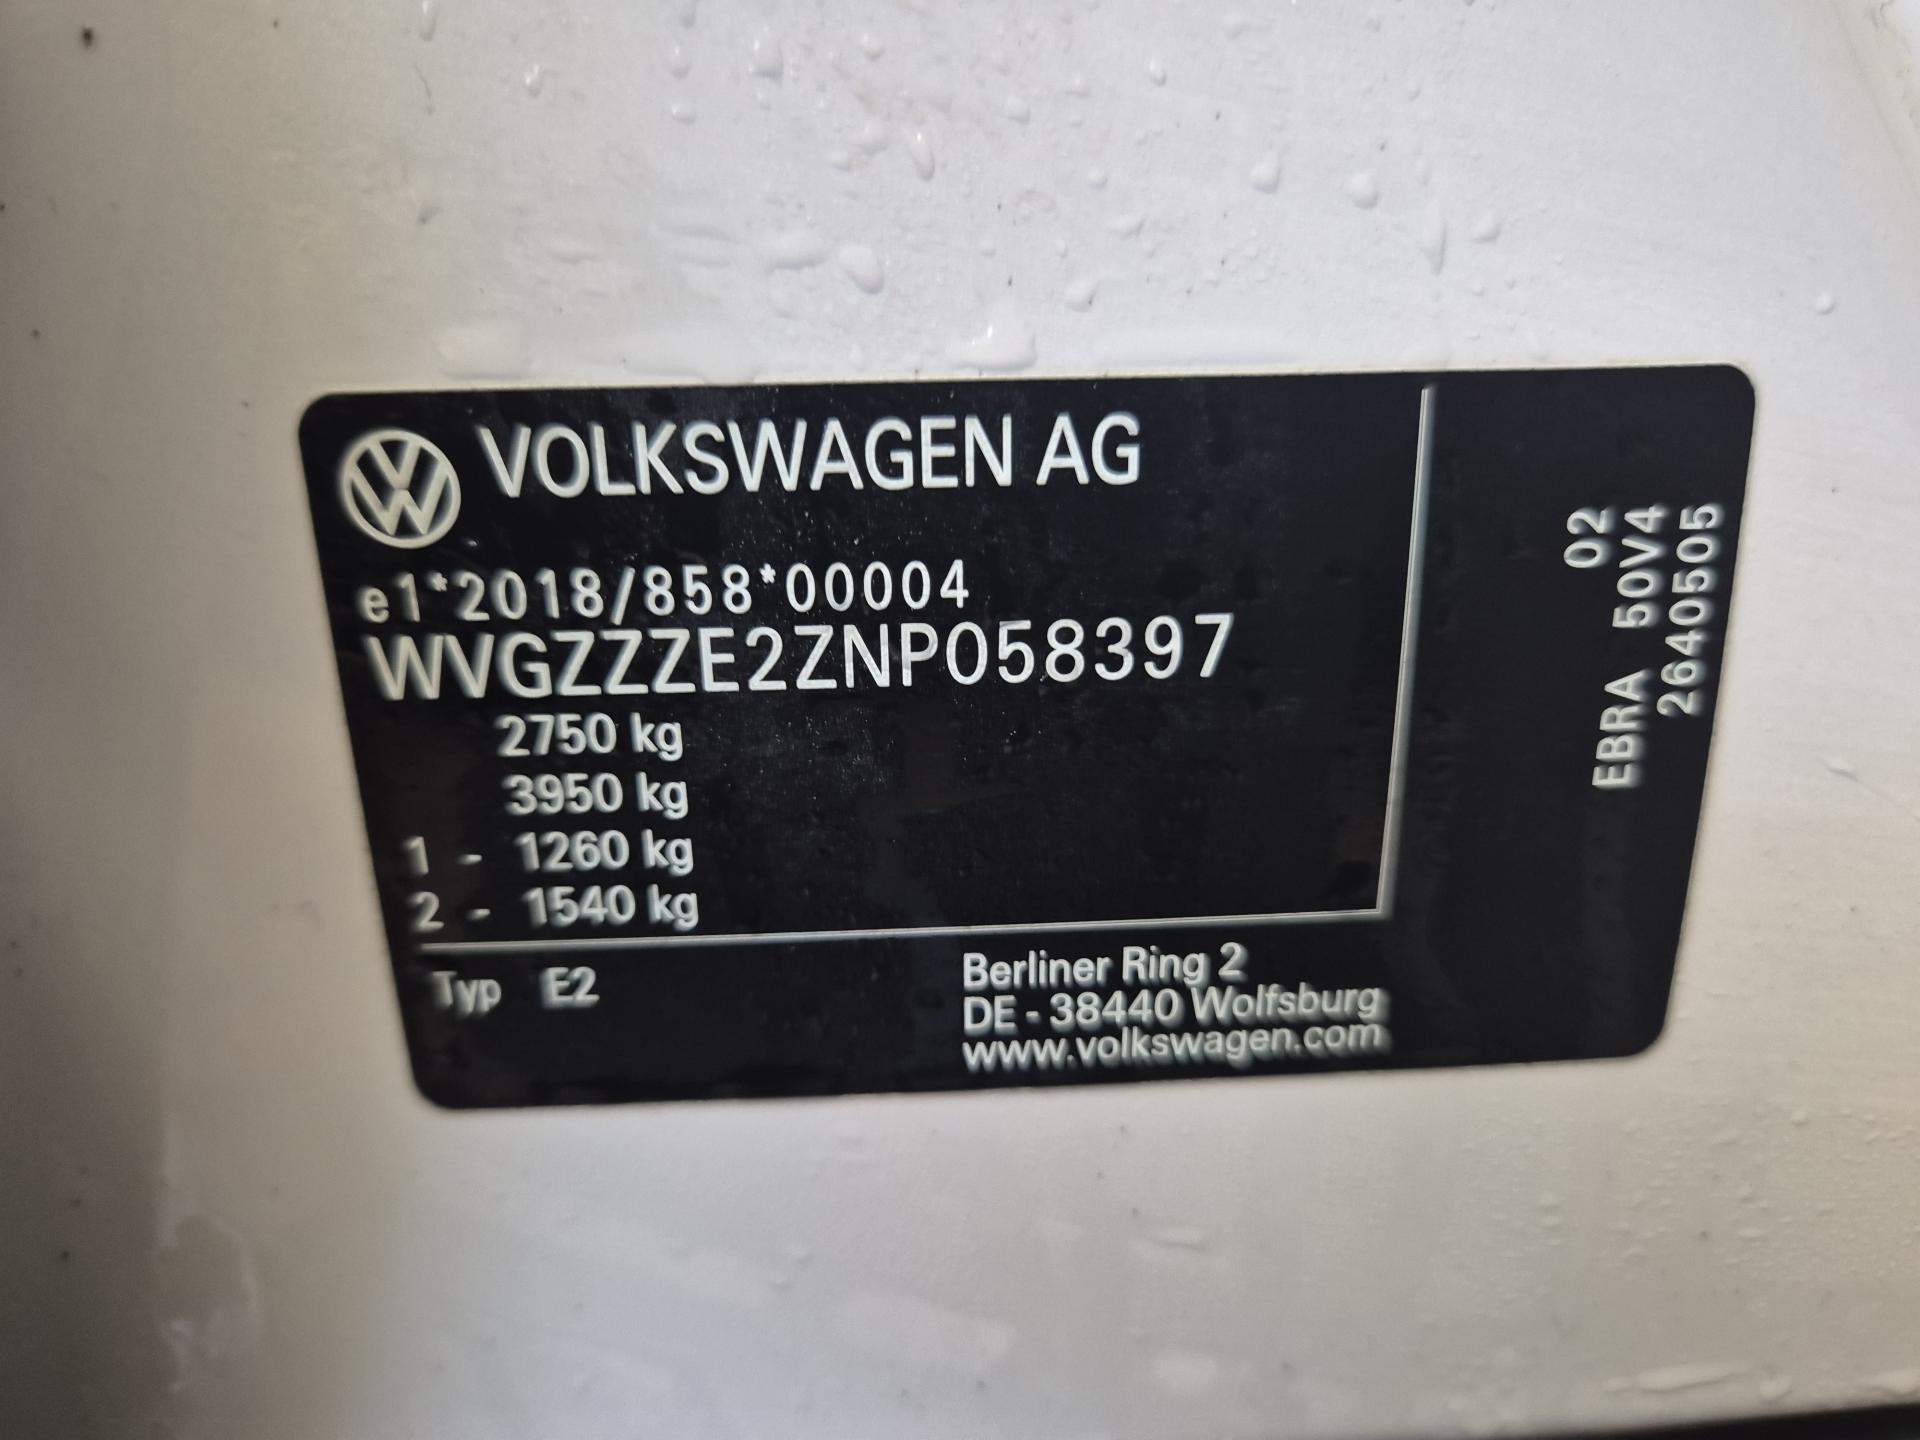 VOLKSWAGEN AG
e1*2018/858*00004
WVGZZZE2ZNP058397
2750 kg
3950 kg
1 - 1260 kg
2 - 1540 kg
Typ E2
Berliner Ring 2
DE - 38440 Wolfsburg
www.volkswagen.com
02
EBRA 50V4
2640505